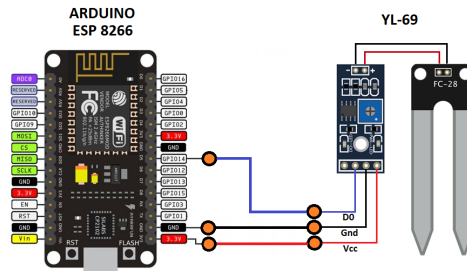 ARDUINO
ESP 8266
YL-69
ADC0
RESERVED
RESERVED
GPIO10
GPIO9
MOSI
CS
MISO
SCLK
GND
3.3V
EN
RST
GND
Vin
GPIO16
GPIO5
GPIO4
GPIO0
GPIO2
3.3V
GND
GPIO14
GPIO12
GPIO13
GPIO15
GPIO3
GPIO1
GND
3.3V
WiFi
RST
FLASH
- +
FC-28
D0
Gnd
Vcc